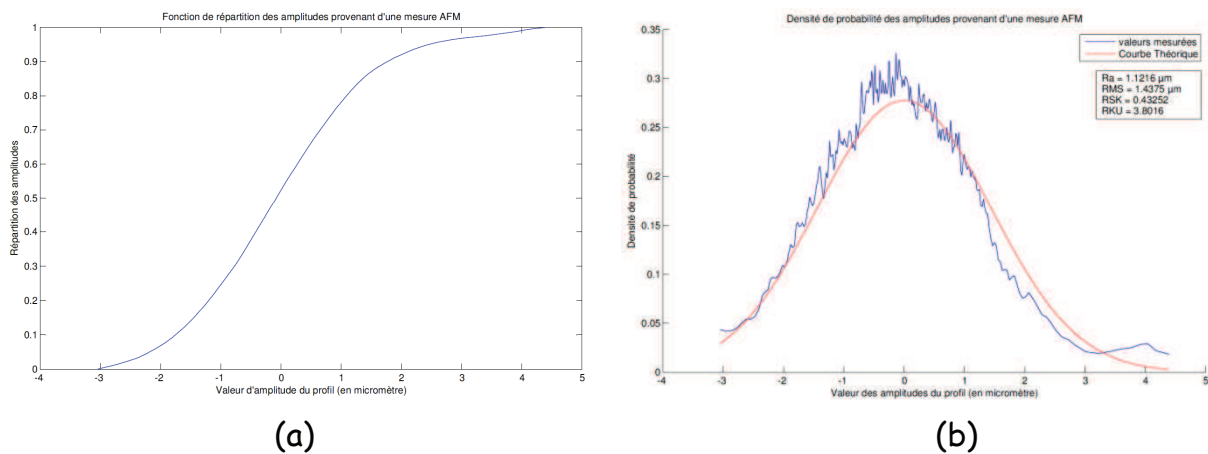 Fonction de répartition des amplitudes provenant d'une mesure AFM
1
0.9
0.8
0.7
0.6
0.5
0.4
0.3
0.2
0.1
0
Répartition des amplitudes
-4 -3 -2 -1 0 1 2 3 4 5
Valeur d'amplitude du profil (en micromètre)
(a)
Densité de probabilité des amplitudes provenant d'une mesure AFM
0.35
0.3
0.25
0.2
0.15
0.1
0.05
0
Densité de probabilité
valeurs mesurées
Courbe Théorique
Ra = 1.1216 µm
RMS = 1.4375 µm
RSK = 0.43252
RKU = 3.8016
-4 -3 -2 -1 0 1 2 3 4 5
Valeur des amplitudes du profil (en micromètre)
(b)